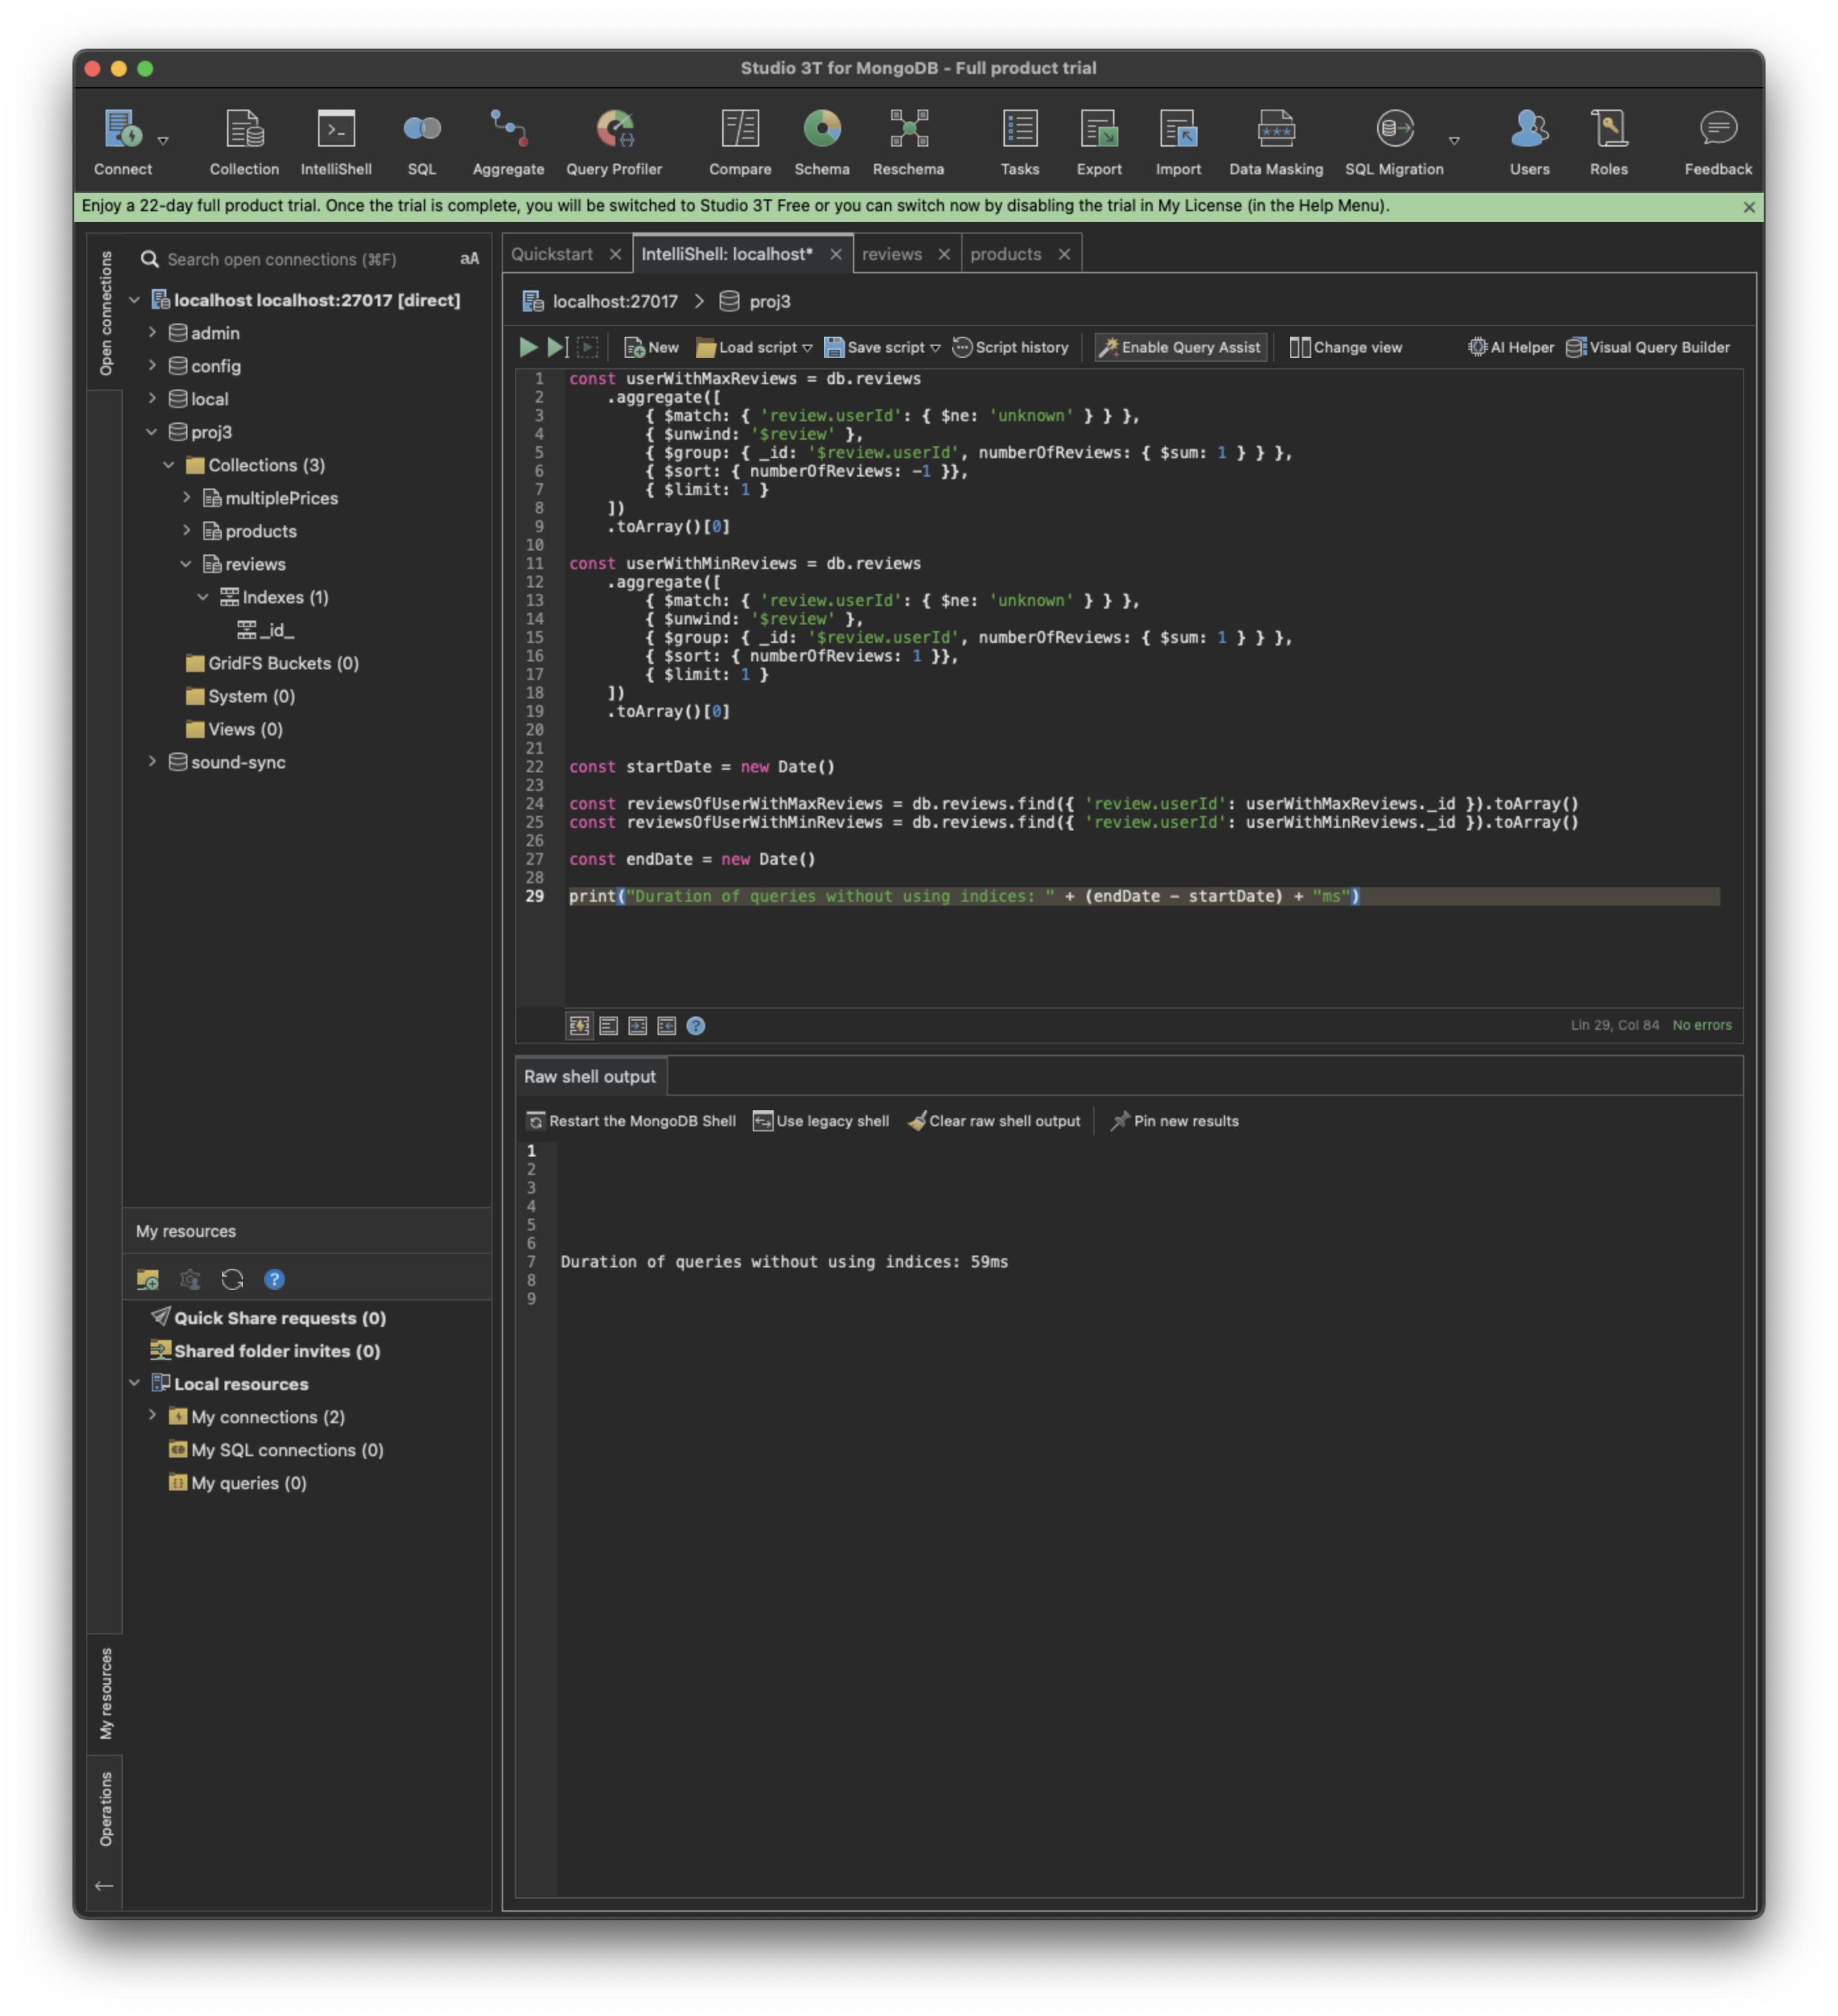 Studio 3T for MongoDB - Full product trial
Connect Collection IntelliShell SQL Aggregate Query Profiler Compare Schema Reschema Tasks Export Import Data Masking SQL Migration Users Roles Feedback
Enjoy a 22-day full product trial. Once the trial is complete, you will be switched to Studio 3T Free or you can switch now by disabling the trial in My License (in the Help Menu).
Open connections
Search open connections (⌘F) aA
localhost localhost:27017 [direct]
admin
config
local
proj3
Collections (3)
multiplePrices
products
reviews
Indexes (1)
_id_
GridFS Buckets (0)
System (0)
Views (0)
sound-sync
My resources
Quick Share requests (0)
Shared folder invites (0)
Local resources
My connections (2)
My SQL connections (0)
My queries (0)
My resources
Operations
Quickstart IntelliShell: localhost* reviews products
localhost:27017 > proj3
New Load script Save script Script history Enable Query Assist Change view AI Helper Visual Query Builder
1 const userWithMaxReviews = db.reviews
2 .aggregate([
3 { $match: { 'review.userId': { $ne: 'unknown' } } },
4 { $unwind: '$review' },
5 { $group: { _id: '$review.userId', numberOfReviews: { $sum: 1 } } },
6 { $sort: { numberOfReviews: -1 }},
7 { $limit: 1 }
8 ])
9 .toArray()[0]
10
11 const userWithMinReviews = db.reviews
12 .aggregate([
13 { $match: { 'review.userId': { $ne: 'unknown' } } },
14 { $unwind: '$review' },
15 { $group: { _id: '$review.userId', numberOfReviews: { $sum: 1 } } },
16 { $sort: { numberOfReviews: 1 }},
17 { $limit: 1 }
18 ])
19 .toArray()[0]
20
21
22 const startDate = new Date()
23
24 const reviewsOfUserWithMaxReviews = db.reviews.find({ 'review.userId': userWithMaxReviews._id }).toArray()
25 const reviewsOfUserWithMinReviews = db.reviews.find({ 'review.userId': userWithMinReviews._id }).toArray()
26
27 const endDate = new Date()
28
29 print("Duration of queries without using indices: " + (endDate - startDate) + "ms")
Lin 29, Col 84 No errors
Raw shell output
Restart the MongoDB Shell Use legacy shell Clear raw shell output Pin new results
1
2
3
4
5
6
7 Duration of queries without using indices: 59ms
8
9